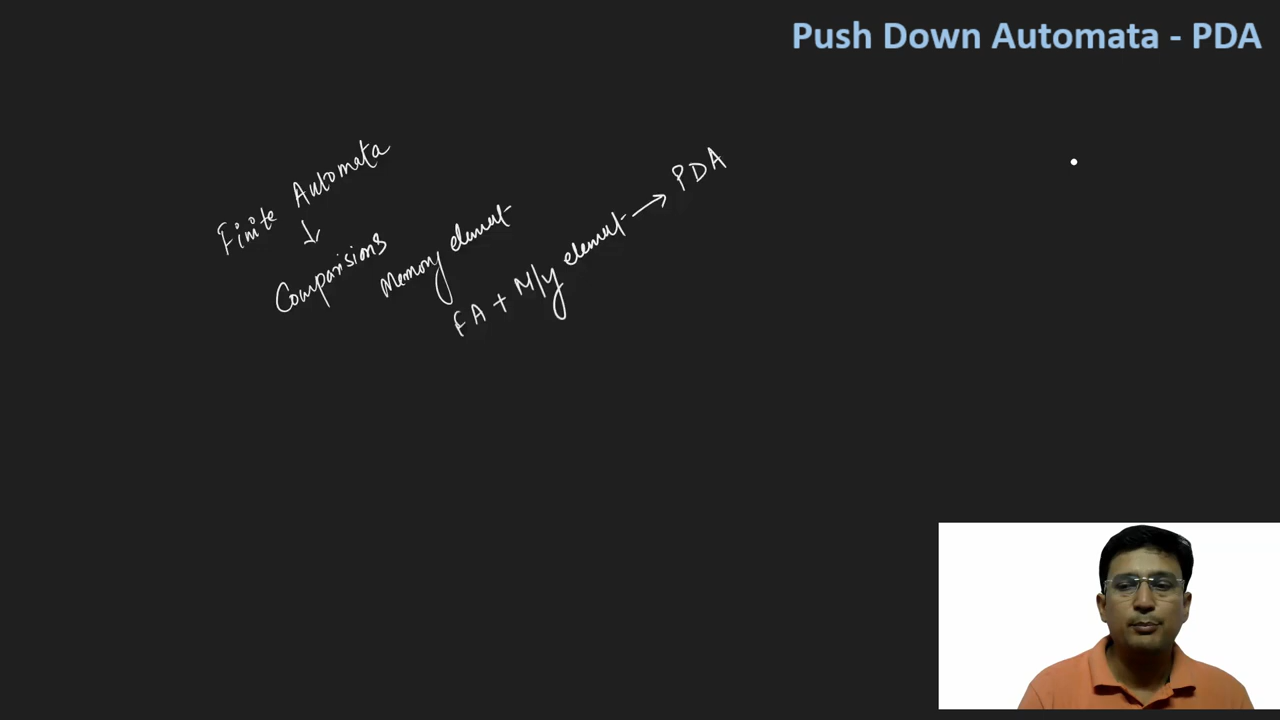 Push Down Automata - PDA
Finite Automata
↓
Comparisions
Memory element
FA + M/y element → PDA